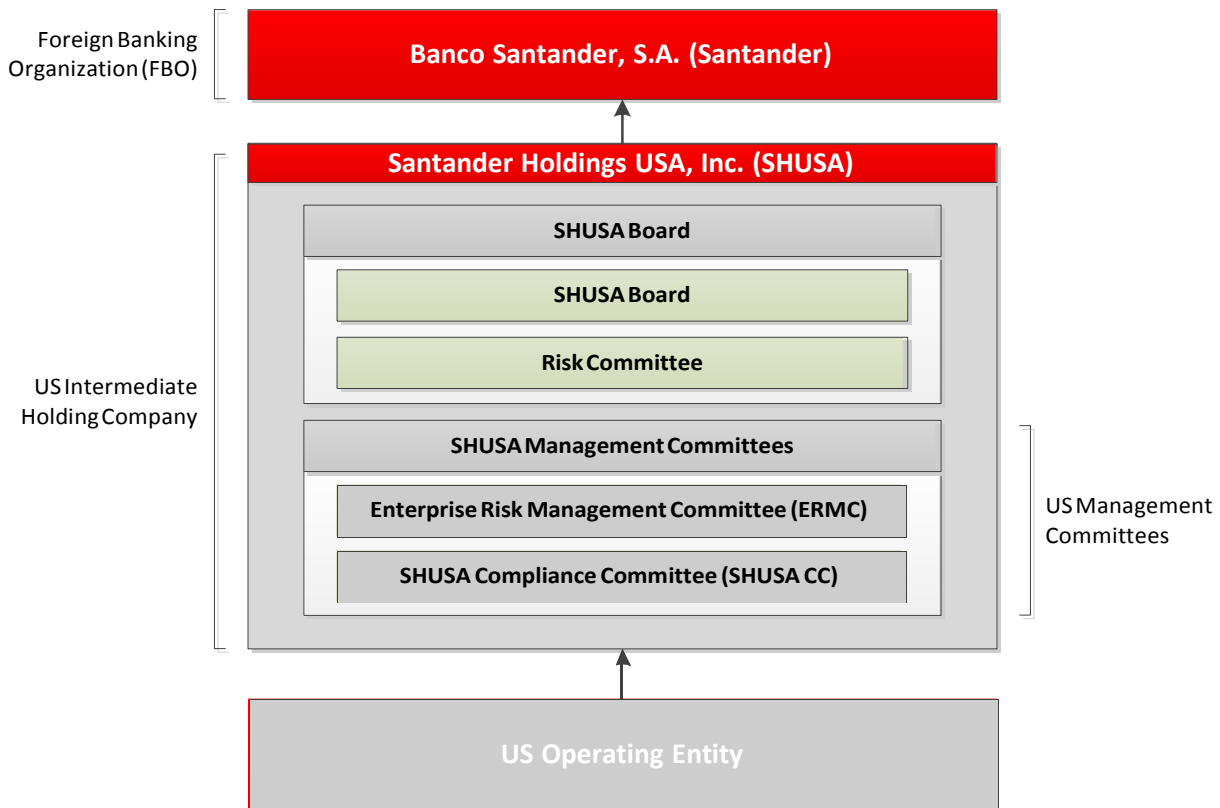 Foreign Banking
Organization (FBO)
Banco Santander, S.A. (Santander)
Santander Holdings USA, Inc. (SHUSA)
SHUSA Board
SHUSA Board
Risk Committee
US Intermediate
Holding Company
SHUSA Management Committees
Enterprise Risk Management Committee (ERMC)
SHUSA Compliance Committee (SHUSA CC)
US Management
Committees
US Operating Entity